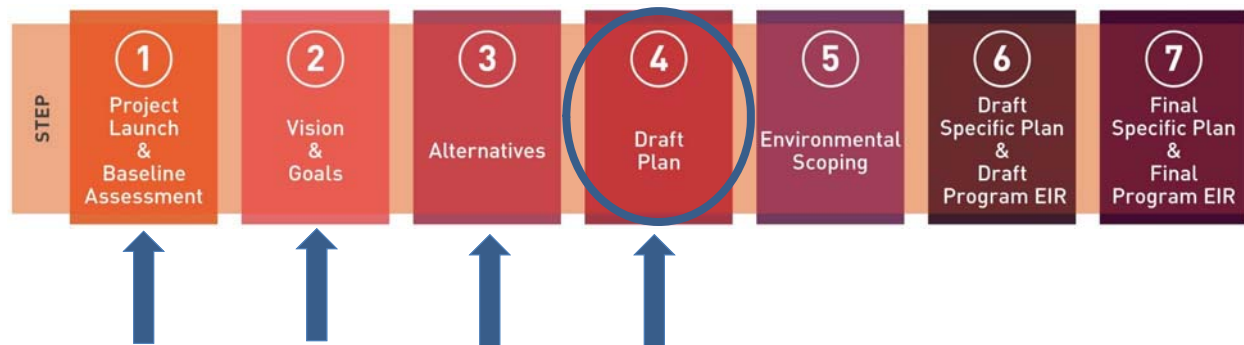 STEP
1
Project
Launch
&
Baseline
Assessment
2
Vision
&
Goals
3
Alternatives
4
Draft
Plan
5
Environmental
Scoping
6
Draft
Specific Plan
&
Draft
Program EIR
7
Final
Specific Plan
&
Final
Program EIR